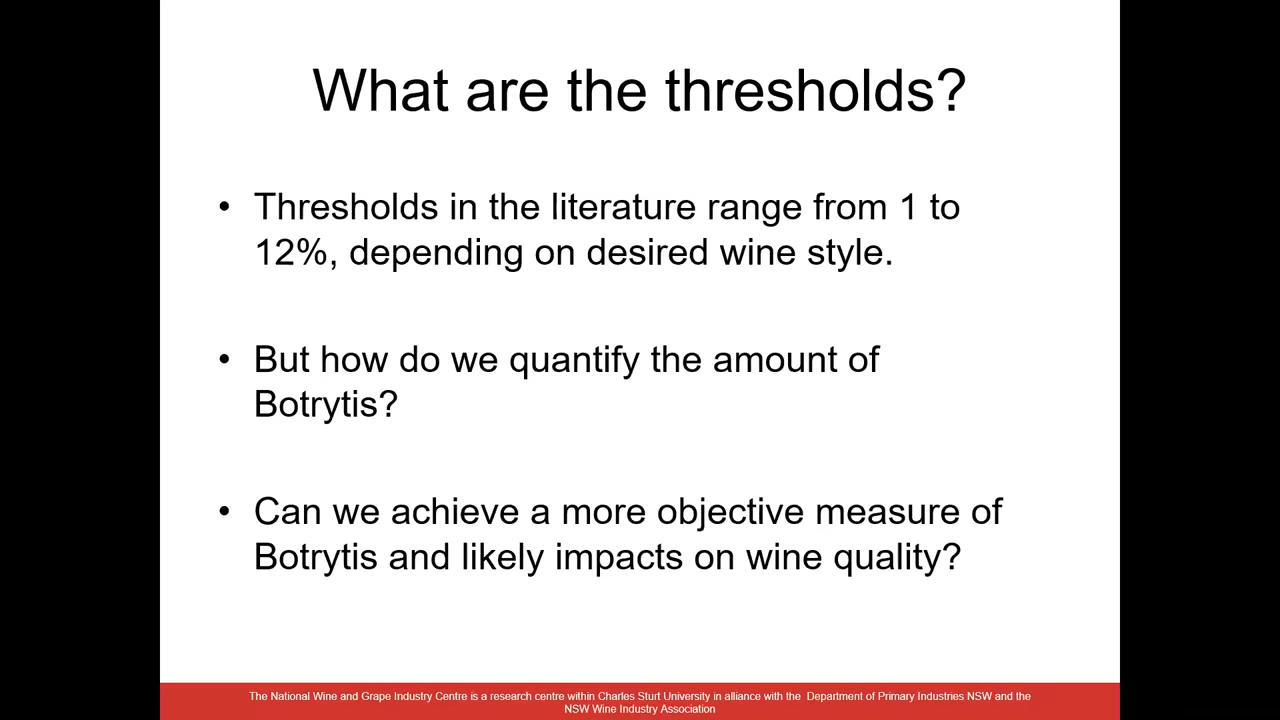 What are the thresholds?
• Thresholds in the literature range from 1 to
12%, depending on desired wine style.
• But how do we quantify the amount of
Botrytis?
• Can we achieve a more objective measure of
Botrytis and likely impacts on wine quality?
The National Wine and Grape Industry Centre is a research centre within Charles Sturt University in alliance with the  Department of Primary Industries NSW and the
NSW Wine Industry Association